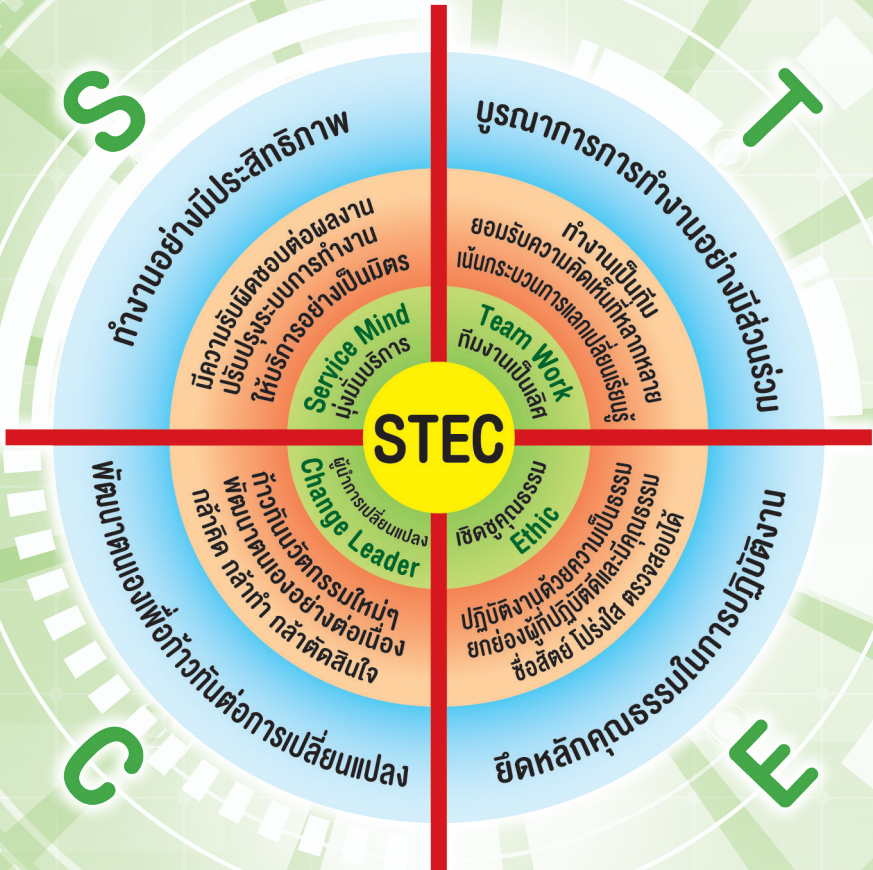 S
ทำงานอย่างมีประสิทธิภาพ
มีความรับผิดชอบต่อผลงาน
ปรับปรุงระบบการทำงาน
ให้บริการอย่างเป็นมิตร
Service Mind
มุ่งมั่นบริการ
T
บูรณาการการทำงานอย่างมีส่วนร่วม
ทำงานเป็นทีม
ยอมรับความคิดเห็นที่หลากหลาย
เน้นกระบวนการแลกเปลี่ยนเรียนรู้
Team Work
ทีมงานเป็นเลิศ
STEC
เชิดชูคุณธรรม
Ethic
ปฏิบัติงานด้วยความเป็นธรรม
ยกย่องผู้ที่ปฏิบัติดีและมีคุณธรรม
ซื่อสัตย์ โปร่งใส ตรวจสอบได้
ยึดหลักคุณธรรมในการปฏิบัติงาน
E
ผู้นำการเปลี่ยนแปลง
Change Leader
ก้าวทันนวัตกรรมใหม่ๆ
พัฒนาตนเองอย่างต่อเนื่อง
กล้าคิด กล้าทำ กล้าตัดสินใจ
พัฒนาตนเองเพื่อก้าวทันต่อการเปลี่ยนแปลง
C